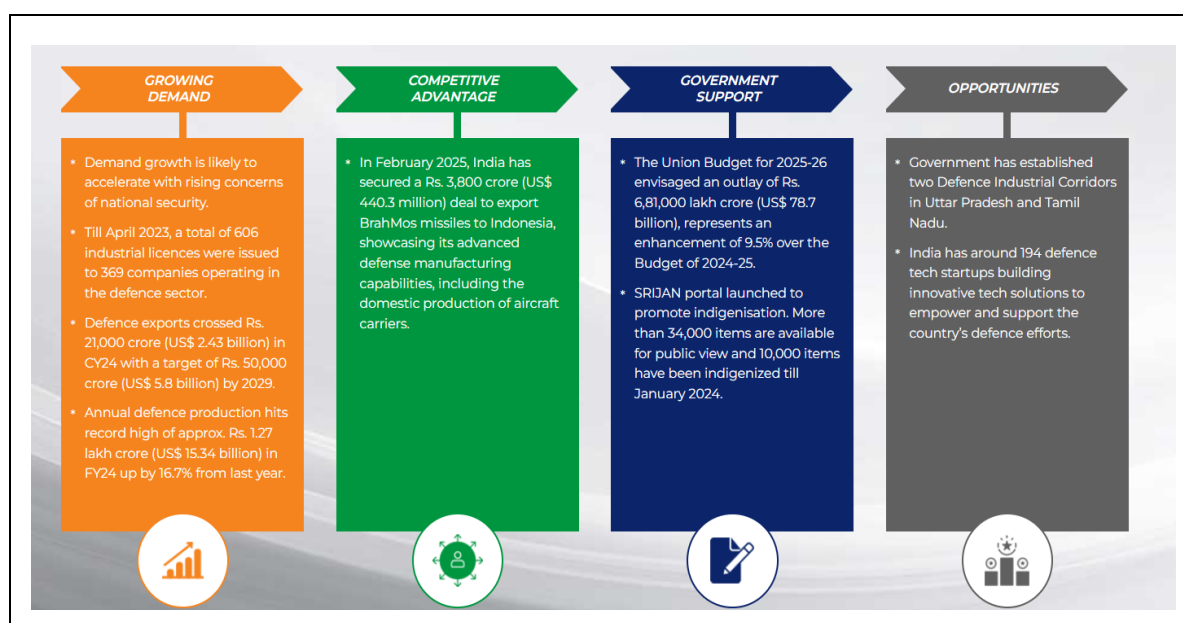 GROWING
DEMAND
* Demand growth is likely to
accelerate with rising concerns
of national security.
* Till April 2023, a total of 606
industrial licences were issued
to 369 companies operating in
the defence sector.
* Defence exports crossed Rs.
21,000 crore (US$ 2.43 billion) in
CY24 with a target of Rs. 50,000
crore (US$ 5.8 billion) by 2029.
* Annual defence production hits
record high of approx. Rs. 1.27
lakh crore (US$ 15.34 billion) in
FY24 up by 16.7% from last year.
COMPETITIVE
ADVANTAGE
* In February 2025, India has
secured a Rs. 3,800 crore (US$
440.3 million) deal to export
BrahMos missiles to Indonesia,
showcasing its advanced
defense manufacturing
capabilities, including the
domestic production of aircraft
carriers.
GOVERNMENT
SUPPORT
* The Union Budget for 2025-26
envisaged an outlay of Rs.
6,81,000 lakh crore (US$ 78.7
billion), represents an
enhancement of 9.5% over the
Budget of 2024-25.
* SRIJAN portal launched to
promote indigenisation. More
than 34,000 items are available
for public view and 10,000 items
have been indigenized till
January 2024.
OPPORTUNITIES
* Government has established
two Defence Industrial Corridors
in Uttar Pradesh and Tamil
Nadu.
* India has around 194 defence
tech startups building
innovative tech solutions to
empower and support the
country's defence efforts.